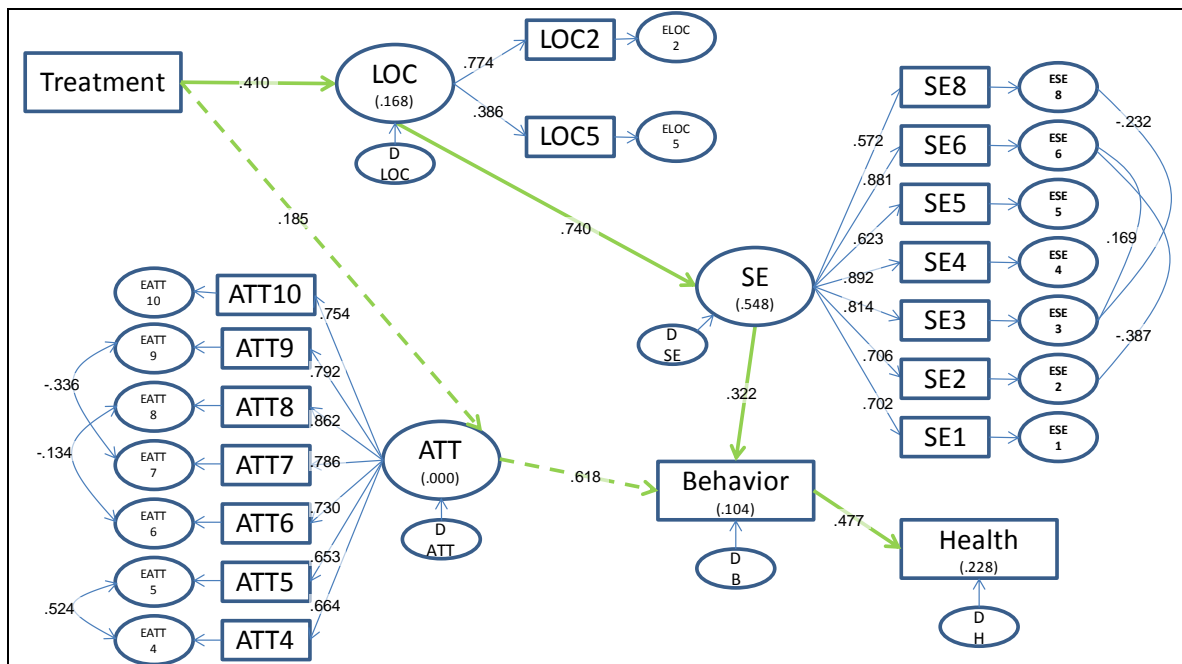 Treatment
.410
LOC
(.168)
D
LOC
.774
LOC2
ELOC
2
.386
LOC5
ELOC
5
.185
.740
SE
(.548)
D
SE
.572
SE8
ESE
8
-.232
.881
SE6
ESE
6
.623
SE5
ESE
5
.169
.892
SE4
ESE
4
.814
SE3
ESE
3
-.387
.706
SE2
ESE
2
.702
SE1
ESE
1
EATT
10
ATT10
.754
EATT
9
ATT9
.792
-.336
EATT
8
ATT8
.862
-.134
EATT
7
ATT7
.786
EATT
6
ATT6
.730
EATT
5
ATT5
.653
.524
EATT
4
ATT4
.664
ATT
(.000)
D
ATT
.618
.322
Behavior
(.104)
D
B
.477
Health
(.228)
D
H